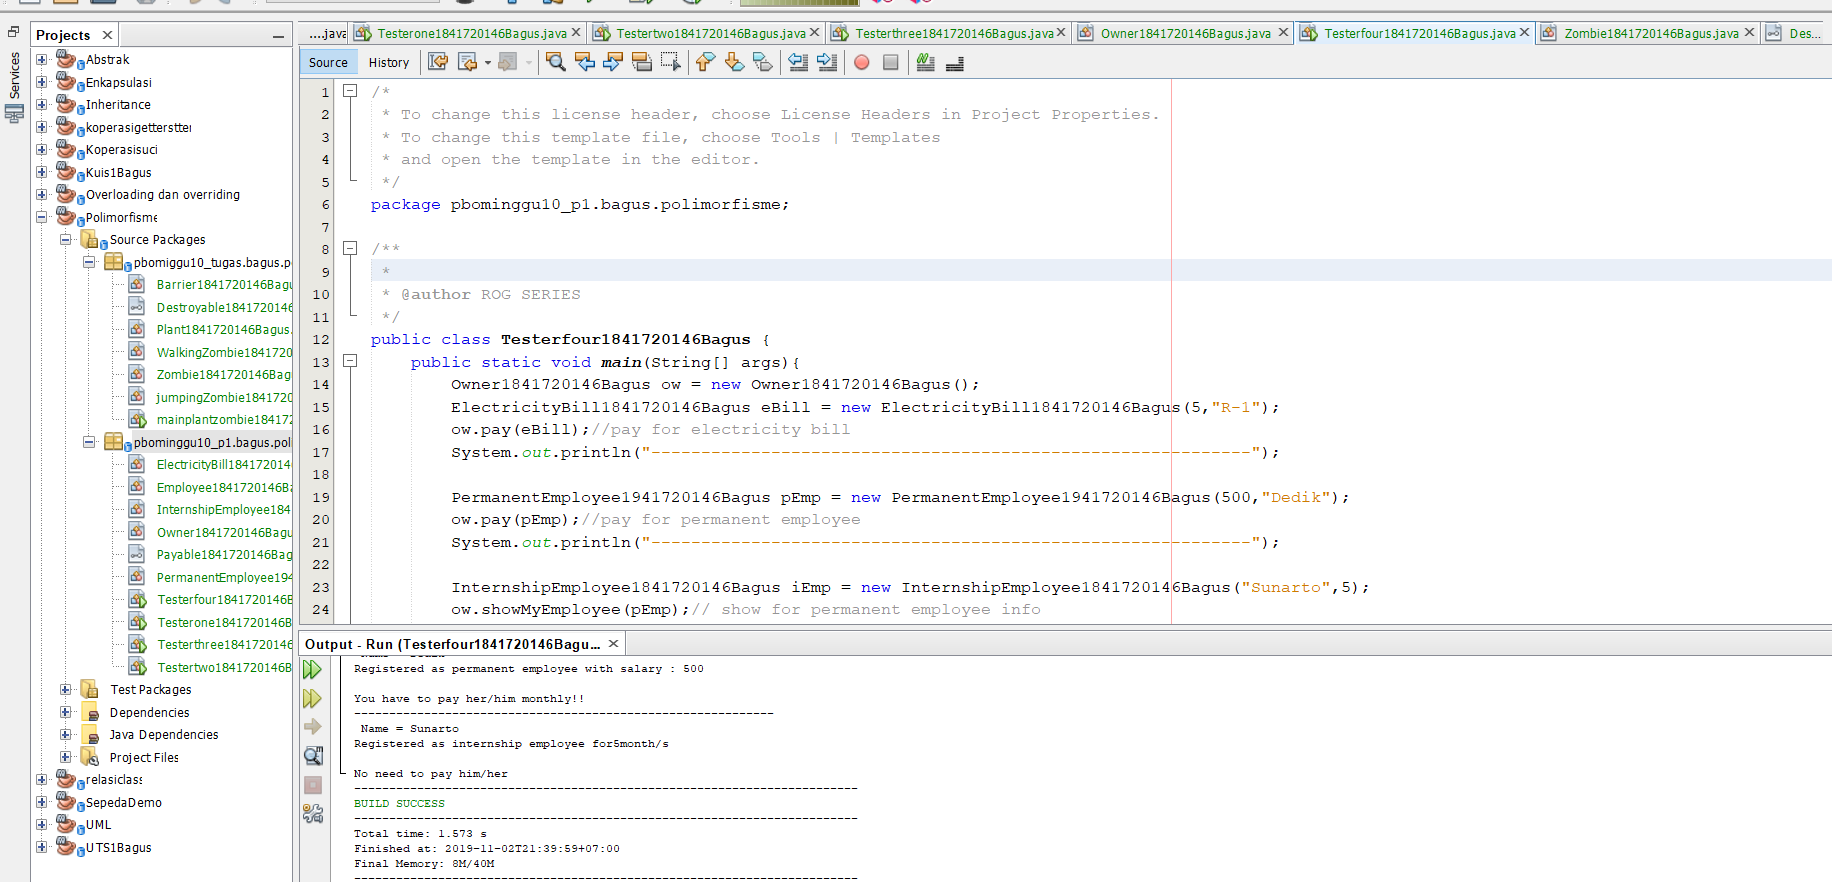 Services
Projects
Abstrak
Enkapsulasi
Inheritance
koperasigetterstter
Koperasisuci
Kuis1Bagus
Overloading dan overriding
Polimorfisme
Source Packages
pbomiggu10_tugas.bagus.p
Barrier1841720146Bagu
Destroyable1841720146
Plant1841720146Bagus.
WalkingZombie184172
Zombie1841720146Bag
jumpingZombie184172
mainplantzombie18417
pbominggu10_p1.bagus.pol
ElectricityBill184172014
Employee1841720146B
InternshipEmployee184
Owner1841720146Bagu
Payable1841720146Bag
PermanentEmployee194
Testerfour1841720146B
Testerone1841720146B
Testerthree1841720146
Testertwo1841720146B
Test Packages
Dependencies
Java Dependencies
Project Files
relasiclass
SepedaDemo
UML
UTS1Bagus
....java Testerone1841720146Bagus.java Testertwo1841720146Bagus.java Testerthree1841720146Bagus.java Owner1841720146Bagus.java Testerfour1841720146Bagus.java Zombie1841720146Bagus.java Des...
Source History
1 /*
2 * To change this license header, choose License Headers in Project Properties.
3 * To change this template file, choose Tools | Templates
4 * and open the template in the editor.
5 */
6 package pbominggu10_p1.bagus.polimorfisme;
7
8 /**
9 *
10 * @author ROG SERIES
11 */
12 public class Testerfour1841720146Bagus {
13 public static void main(String[] args){
14 Owner1841720146Bagus ow = new Owner1841720146Bagus();
15 ElectricityBill1841720146Bagus eBill = new ElectricityBill1841720146Bagus(5,"R-1");
16 ow.pay(eBill);//pay for electricity bill
17 System.out.println("------------------------------------------------------------");
18
19 PermanentEmployee1941720146Bagus pEmp = new PermanentEmployee1941720146Bagus(500,"Dedik");
20 ow.pay(pEmp);//pay for permanent employee
21 System.out.println("------------------------------------------------------------");
22
23 InternshipEmployee1841720146Bagus iEmp = new InternshipEmployee1841720146Bagus("Sunarto",5);
24 ow.showMyEmployee(pEmp);// show for permanent employee info
Output - Run (Testerfour1841720146Bagu...
Registered as permanent employee with salary : 500
You have to pay her/him monthly!!
------------------------------------------------------------
Name = Sunarto
Registered as internship employee for5month/s
No need to pay him/her
------------------------------------------------------------------------
BUILD SUCCESS
------------------------------------------------------------------------
Total time: 1.573 s
Finished at: 2019-11-02T21:39:59+07:00
Final Memory: 8M/40M
------------------------------------------------------------------------